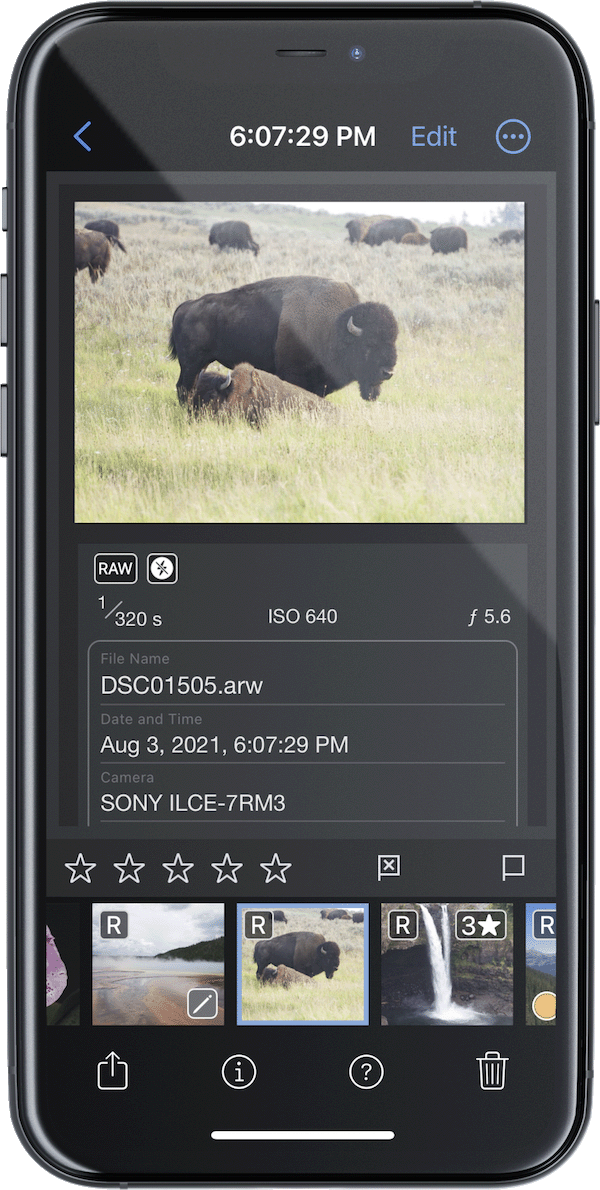 6:07:29 PM Edit
RAW
1/320 s ISO 640 ƒ 5.6
File Name
DSC01505.arw
Date and Time
Aug 3, 2021, 6:07:29 PM
Camera
SONY ILCE-7RM3
R R R 3★ R